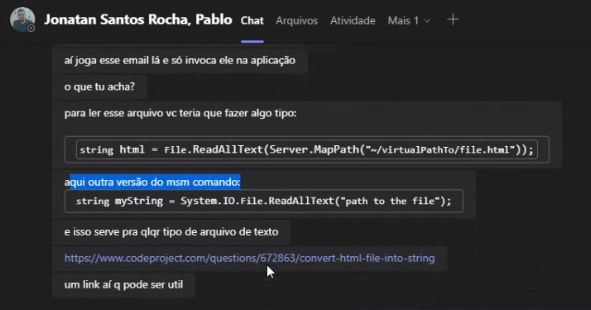 Jonatan Santos Rocha, Pablo Chat Arquivos Atividade Mais 1
aí joga esse email lá e só invoca ele na aplicação
o que tu acha?
para ler esse arquivo vc teria que fazer algo tipo:
string html = File.ReadAllText(Server.MapPath("~/virtualPathTo/file.html"));
aqui outra versão do msm comando:
string myString = System.IO.File.ReadAllText("path to the file");
e isso serve pra qlqr tipo de arquivo de texto
https://www.codeproject.com/questions/672863/convert-html-file-into-string
um link aí q pode ser util